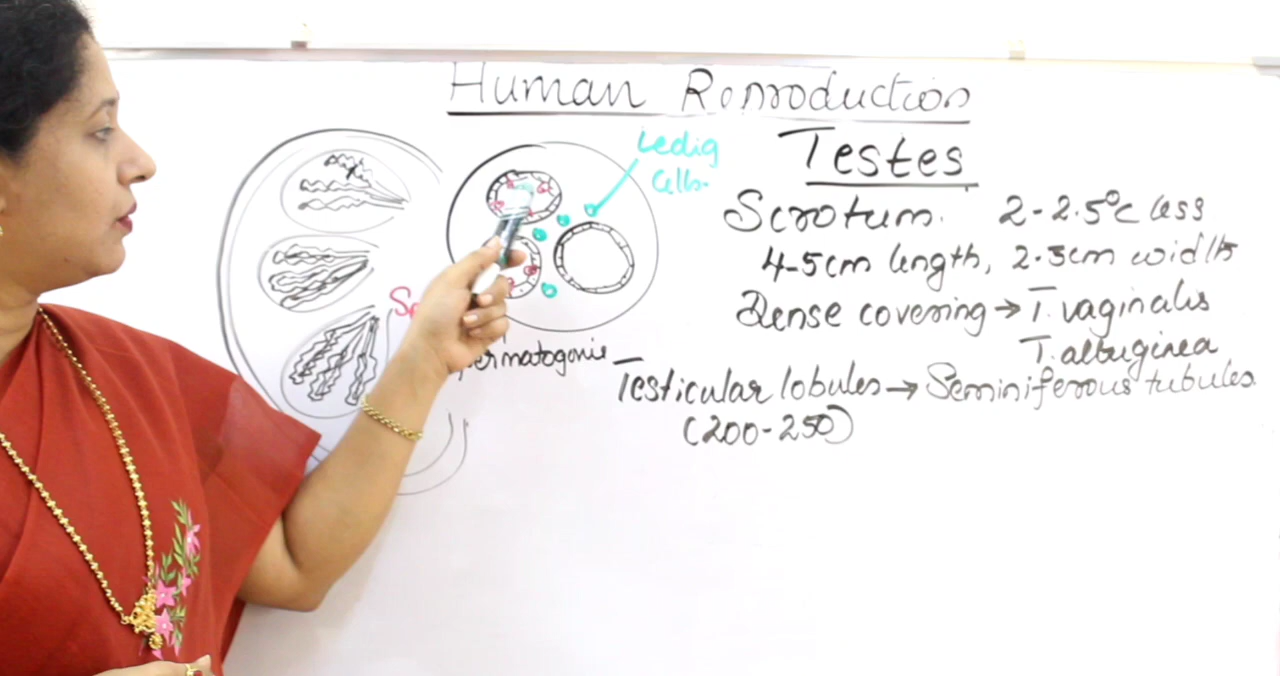 Human Reproduction
Testes
Ledig
Cells
Scrotum. 2-2.5°C less
4-5cm length, 2-3cm width
Dense covering → T. vaginalis
T. albuginea
Testicular lobules → Seminiferous tubules
(200-250)